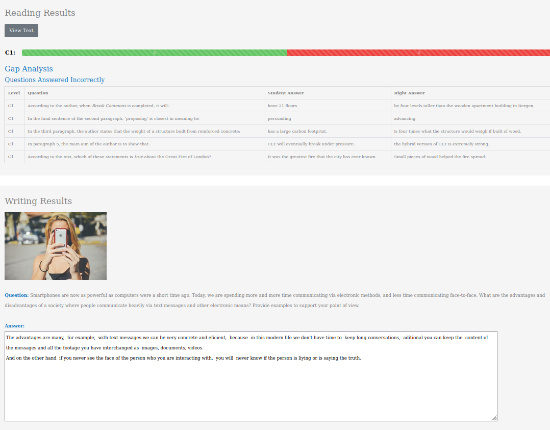 Reading Results
View Text
C1:
Gap Analysis
Questions Answered Incorrectly
Level Question Student Answer Right Answer
C1 According to the author, when Brock Commons is completed, it will: have 21 floors. be four levels taller than the wooden apartment building in Bergen.
C1 In the last sentence of the second paragraph, 'proposing' is closest in meaning to: persuading advancing
C1 In the third paragraph, the author states that the weight of a structure built from reinforced concrete: has a large carbon footprint. is four times what the structure would weigh if built of wood.
C1 In paragraph 5, the main aim of the author is to show that: CLT will eventually break under pressure. the hybrid version of CLT is extremely strong.
C1 According to the text, which of these statements is true about the Great Fire of London? It was the greatest fire that the city has ever known. Small pieces of wood helped the fire spread.
Writing Results
Question: Smartphones are now as powerful as computers were a short time ago. Today, we are spending more and more time communicating via electronic methods, and less time communicating face-to-face. What are the advantages and
disadvantages of a society where people communicate heavily via text messages and other electronic means? Provide examples to support your point of view.
Answer:
The advantages are many, for example, with text messages we can be very concrete and eficient, because in this modern life we don't have time to keep long conversations, aditional you can keep the content of
the messages and all the footage you have interchanged as images, documents, videos.
And on the other hand if you never see the face of the person who you are interacting with, you will never know if the person is lying or is saying the truth.